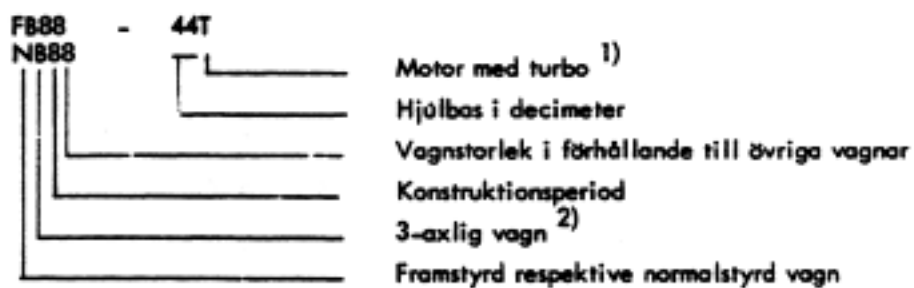 FB88 - 44T
NB88
Motor med turbo 1)
Hjulbas i decimeter
Vagnstorlek i förhållande till övriga vagnar
Konstruktionsperiod
3-axlig vagn 2)
Framstyrd respektive normalstyrd vagn